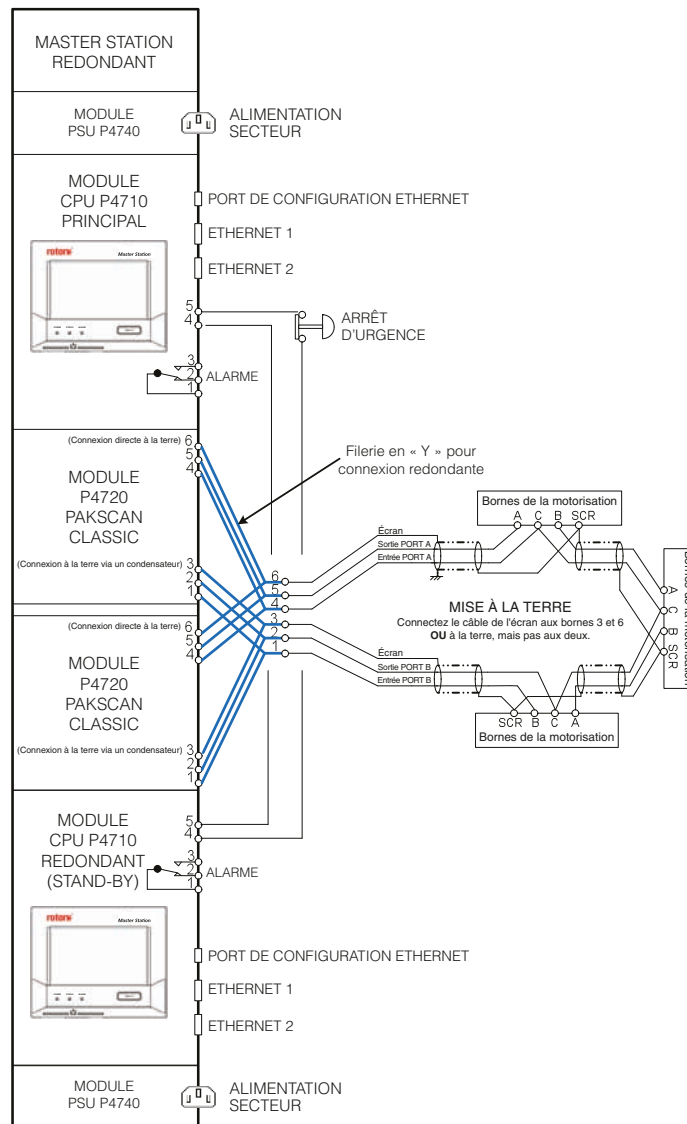 MASTER STATION
REDONDANT
MODULE
PSU P4740
ALIMENTATION
SECTEUR
MODULE
CPU P4710
PRINCIPAL
rotork
Master Station
PORT DE CONFIGURATION ETHERNET
ETHERNET 1
ETHERNET 2
5
4
ARRÊT
D'URGENCE
3
2
1
ALARME
(Connexion directe à la terre)
6
5
4
MODULE
P4720
PAKSCAN
CLASSIC
(Connexion à la terre via un condensateur)
3
2
1
Filerie en « Y » pour
connexion redondante
Bornes de la motorisation
A C B SCR
Écran
Sortie PORT A
Entrée PORT A
6
5
4
3
2
1
MISE À LA TERRE
Connectez le câble de l'écran aux bornes 3 et 6
OU à la terre, mais pas aux deux.
Écran
Sortie PORT B
Entrée PORT B
A
C
B
SCR
Bornes de la motorisation
SCR B C A
Bornes de la motorisation
(Connexion directe à la terre)
6
5
4
MODULE
P4720
PAKSCAN
CLASSIC
(Connexion à la terre via un condensateur)
3
2
1
MODULE
CPU P4710
REDONDANT
(STAND-BY)
5
4
3
2
1
ALARME
rotork
Master Station
PORT DE CONFIGURATION ETHERNET
ETHERNET 1
ETHERNET 2
MODULE
PSU P4740
ALIMENTATION
SECTEUR